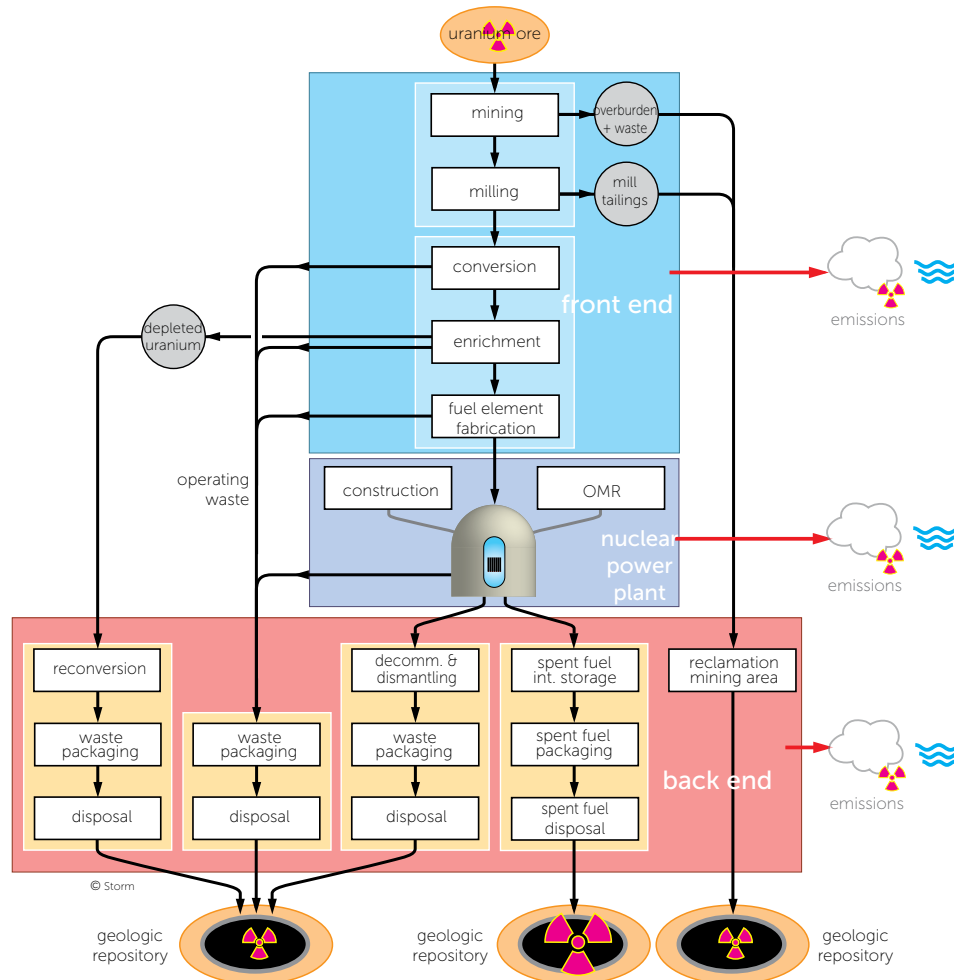 uranium ore
mining
overburden
+ waste
milling
mill
tailings
conversion
front end
emissions
depleted
uranium
enrichment
fuel element
fabrication
operating
waste
construction
OMR
nuclear
power
plant
emissions
reconversion
decomm. &
dismantling
spent fuel
int. storage
reclamation
mining area
waste
packaging
waste
packaging
waste
packaging
spent fuel
packaging
back end
emissions
disposal
disposal
disposal
spent fuel
disposal
© Storm
geologic
repository
geologic
repository
geologic
repository